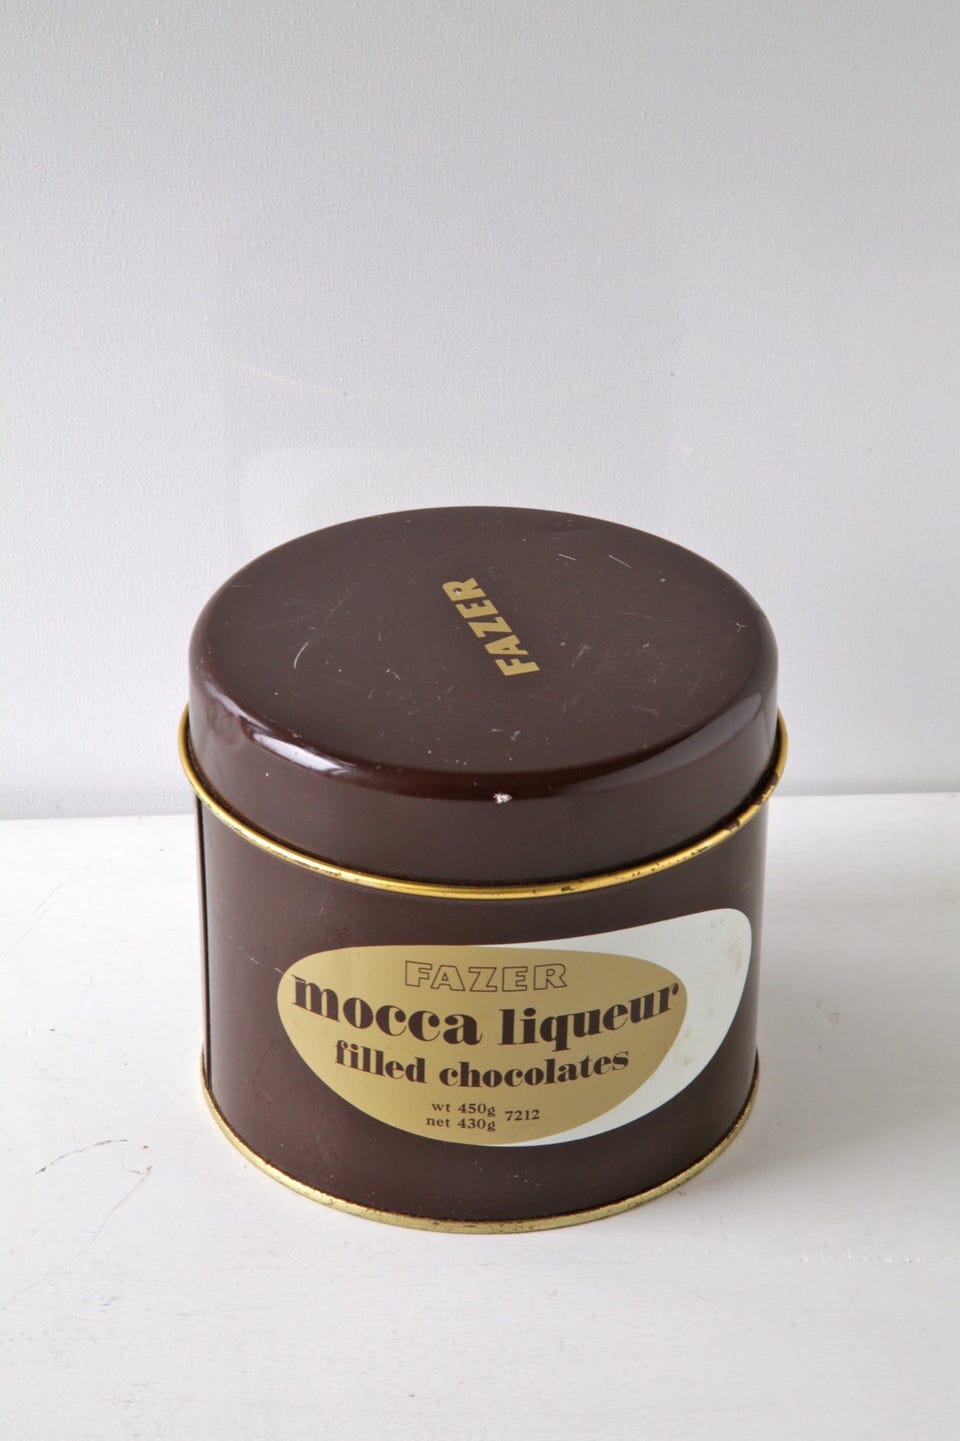 FAZER
FAZER
mocca liqueur
filled chocolates
wt 450g 7212
net 430g